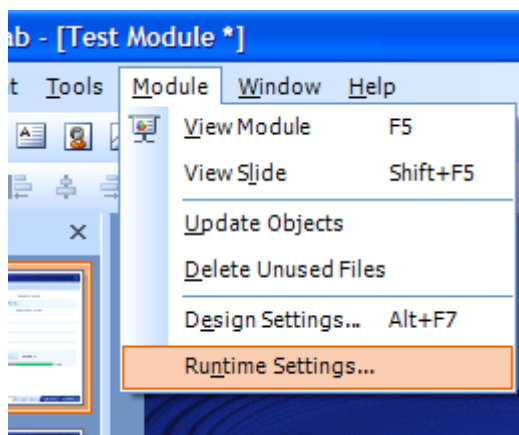 ab - [Test Module *]
t Tools Module Window Help
View Module F5
View Slide Shift+F5
Update Objects
Delete Unused Files
Design Settings... Alt+F7
Runtime Settings...